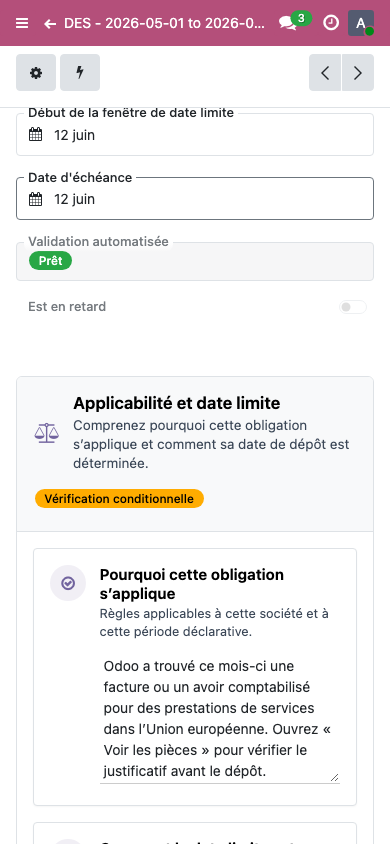 DES - 2026-05-01 to 2026-0...
3
A
Début de la fenêtre de date limite
12 juin
Date d'échéance
12 juin
Validation automatisée
Prêt
Est en retard
Applicabilité et date limite
Comprenez pourquoi cette obligation
s’applique et comment sa date de dépôt est
déterminée.
Vérification conditionnelle
Pourquoi cette obligation
s’applique
Règles applicables à cette société et à
cette période déclarative.
Odoo a trouvé ce mois-ci une
facture ou un avoir comptabilisé
pour des prestations de services
dans l’Union européenne. Ouvrez «
Voir les pièces » pour vérifier le
justificatif avant le dépôt.